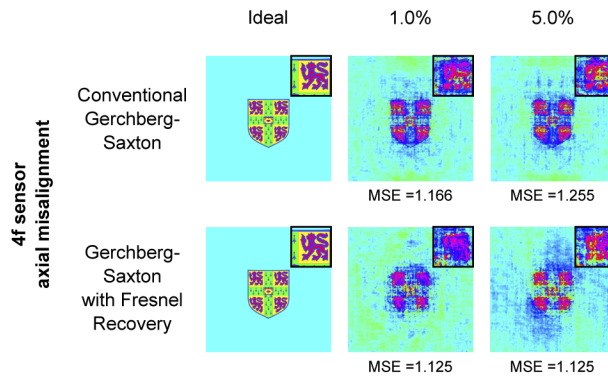 Ideal 1.0% 5.0%
Conventional
Gerchberg-
Saxton
MSE =1.166 MSE =1.255
4f sensor
axial misalignment
Gerchberg-
Saxton
with Fresnel
Recovery
MSE =1.125 MSE =1.125